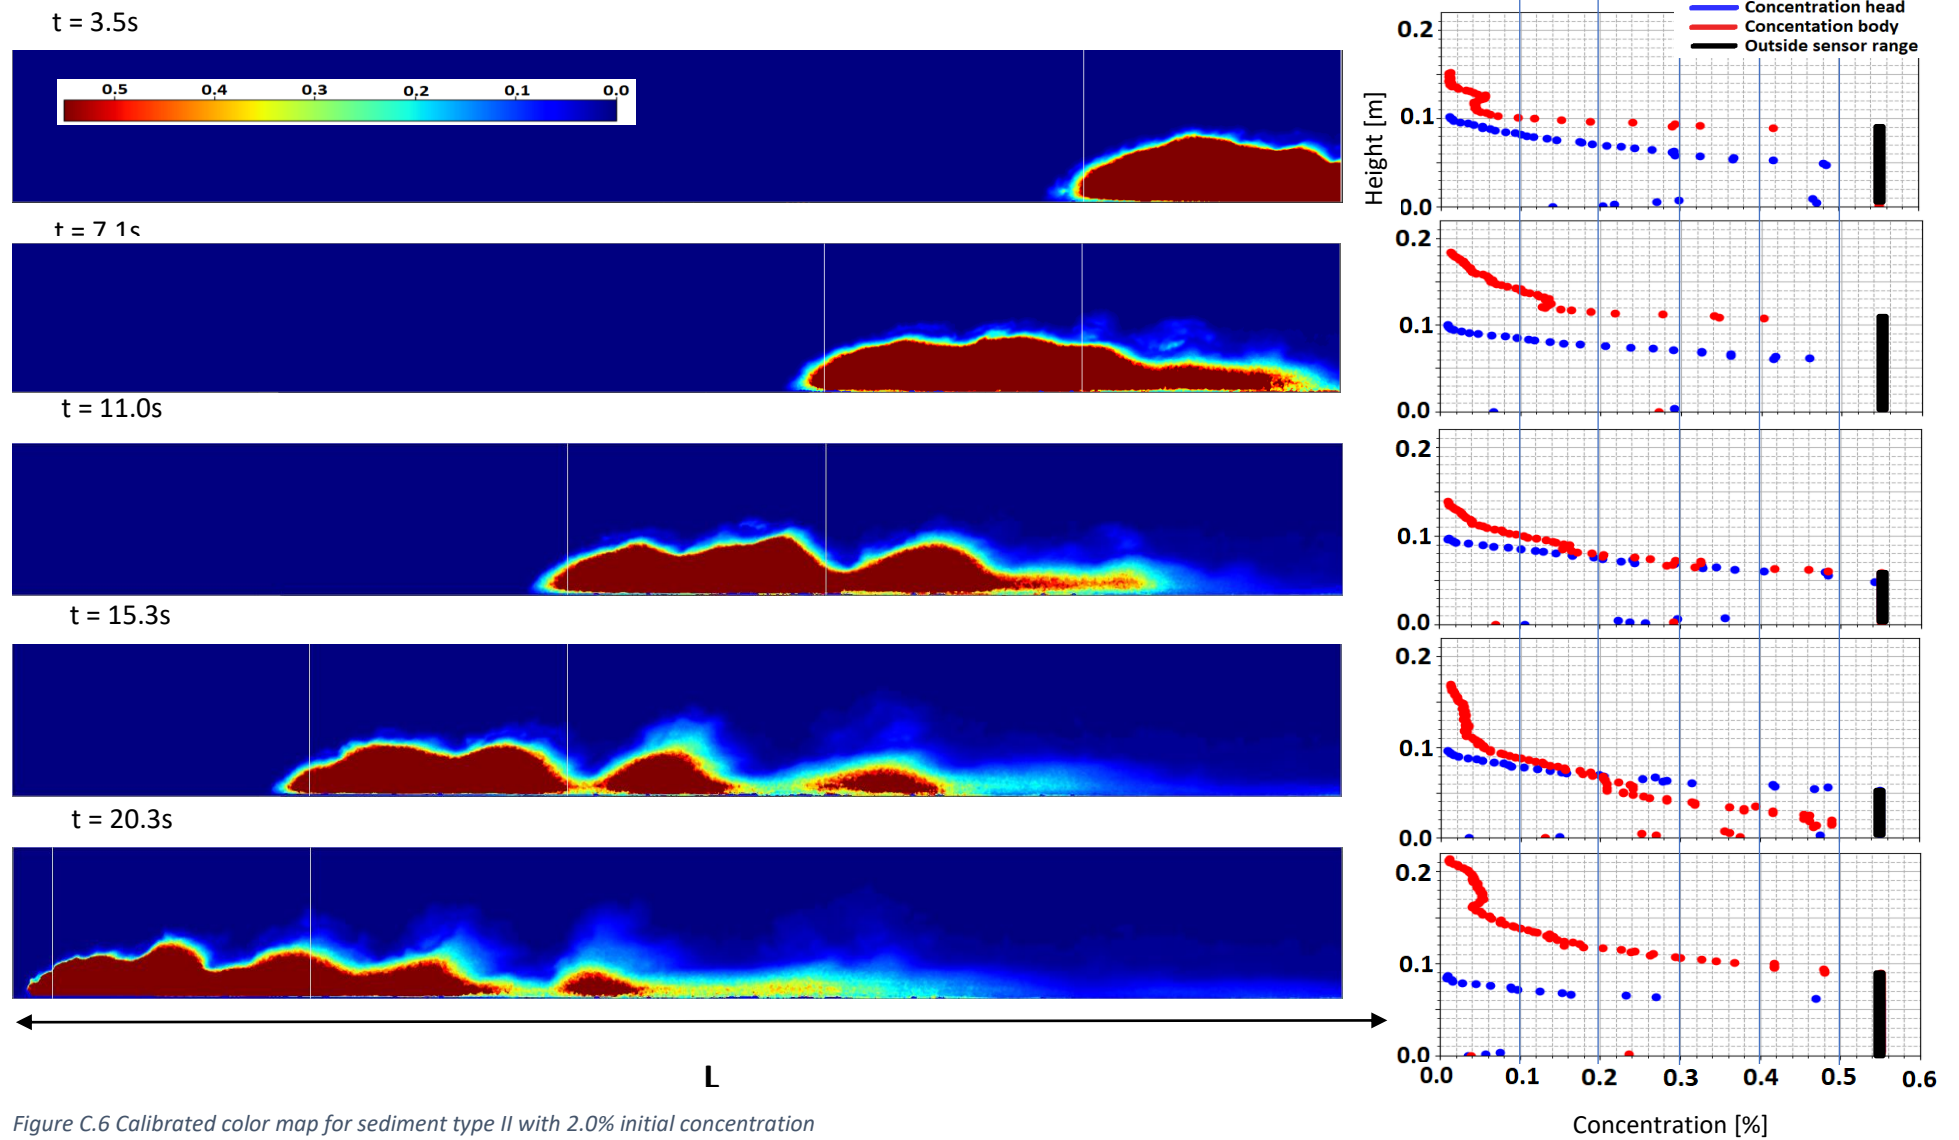 t = 3.5s
0.5 0.4 0.3 0.2 0.1 0.0
t = 7.1s
t = 11.0s
t = 15.3s
t = 20.3s
L
Figure C.6 Calibrated color map for sediment type II with 2.0% initial concentration
Concentration head
Concentation body
Outside sensor range
Height [m]
0.2
0.1
0.0
0.2
0.1
0.0
0.2
0.1
0.0
0.2
0.1
0.0
0.2
0.1
0.0
0.0 0.1 0.2 0.3 0.4 0.5 0.6
Concentration [%]